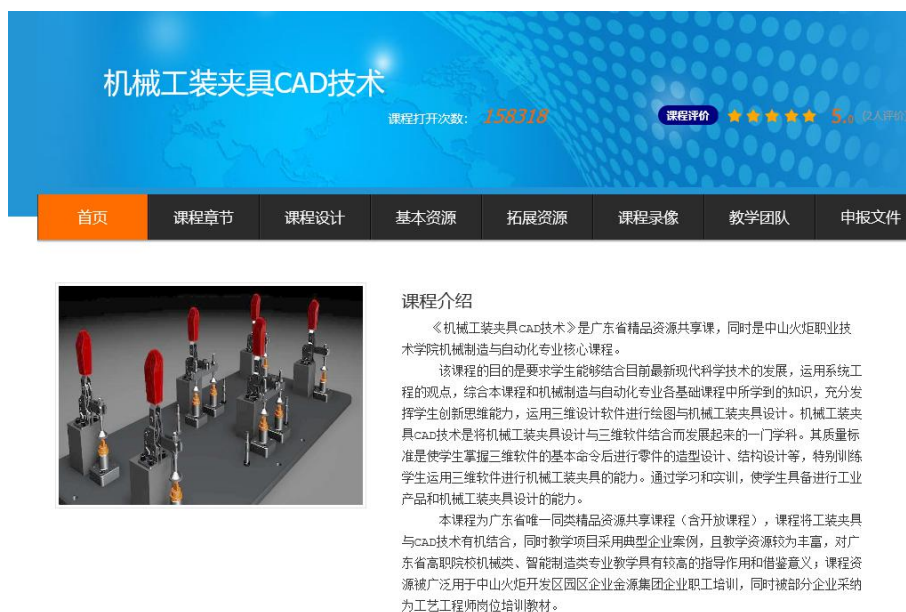 机械工装夹具CAD技术
课程打开次数： 158318
课程评价 5.0 (2人评价
首页 课程章节 课程设计 基本资源 拓展资源 课程录像 教学团队 申报文件
课程介绍
《机械工装夹具CAD技术》是广东省精品资源共享课，同时是中山火炬职业技
术学院机械制造与自动化专业核心课程。
该课程的目的是要求学生能够结合目前最新现代科学技术的发展，运用系统工
程的观点，综合本课程和机械制造与自动化专业各基础课程中所学到的知识，充分发
挥学生创新思维能力，运用三维设计软件进行绘图与机械工装夹具设计。机械工装夹
具CAD技术是将机械工装夹具设计与三维软件结合而发展起来的一门学科。其质量标
准是使学生掌握三维软件的基本命令后进行零件的造型设计、结构设计等，特别训练
学生运用三维软件进行机械工装夹具的能力。通过学习和实训，使学生具备进行工业
产品和机械工装夹具设计的能力。
本课程为广东省唯一同类精品资源共享课程（含开放课程），课程将工装夹具
与CAD技术有机结合，同时教学项目采用典型企业案例，且教学资源较为丰富，对广
东省高职院校机械类、智能制造类专业教学具有较高的指导作用和借鉴意义；课程资
源被广泛用于中山火炬开发区园区企业金源集团企业职工培训，同时被部分企业采纳
为工艺工程师岗位培训教材。